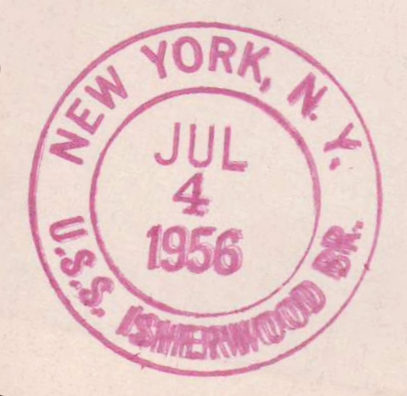 NEW YORK, N. Y.
JUL
4
1956
U.S.S. ISHERWOOD BR.